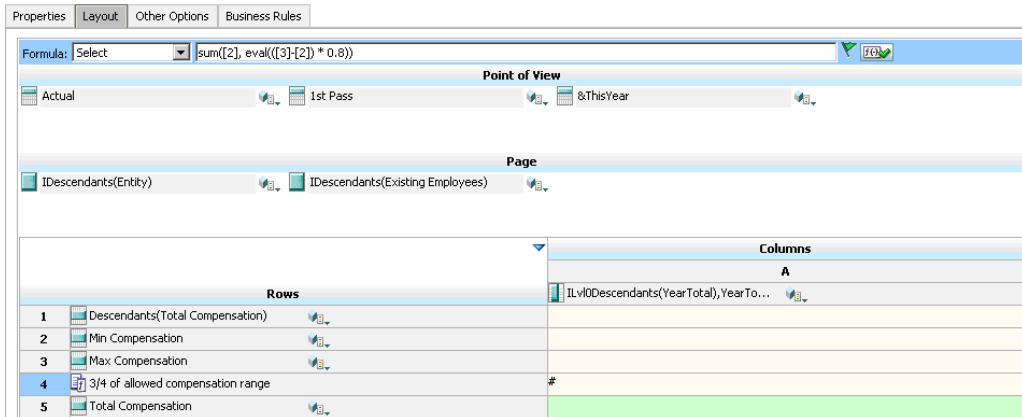 Properties Layout Other Options Business Rules
Formula: Select sum([2], eval(([3]-[2]) * 0.8))
Point of View
Actual 1st Pass &ThisYear
Page
IDescendants(Entity) IDescendants(Existing Employees)
Columns
A
Rows ILvl0Descendants(YearTotal),YearTo...
1 Descendants(Total Compensation)
2 Min Compensation
3 Max Compensation
4 3/4 of allowed compensation range #
5 Total Compensation